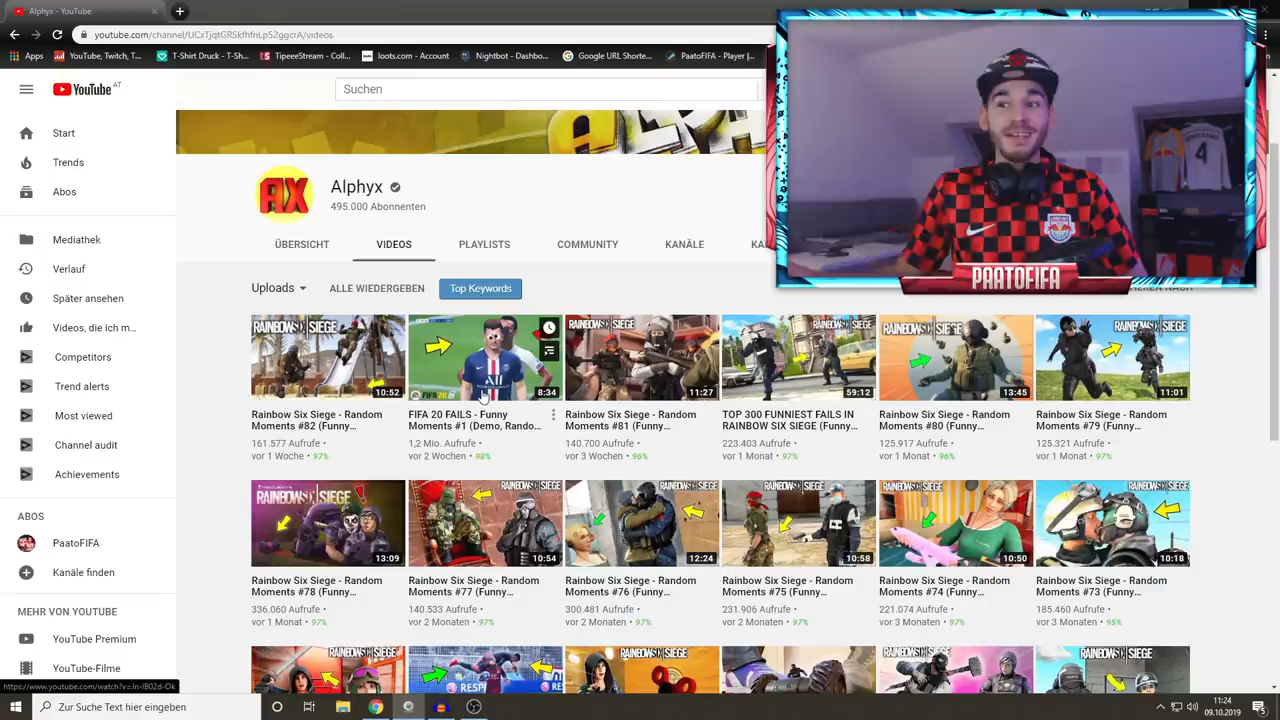 Alphyx - YouTube
youtube.com/channel/UCxTjqtGRSkfhfnLp52ggcrA/videos
Apps
YouTube, Twitch, T...
T-Shirt Druck - T-Sh...
TipeeeStream - Coll...
loots.com - Account
Nightbot - Dashbo...
Google URL Shorte...
PaatoFIFA - Player |...
YouTube AT
Suchen
Start
Trends
Abos
Mediathek
Verlauf
Später ansehen
Videos, die ich m...
Competitors
Trend alerts
Most viewed
Channel audit
Achievements
ABOS
PaatoFIFA
Kanäle finden
MEHR VON YOUTUBE
YouTube Premium
YouTube-Filme
AX
Alphyx
495.000 Abonnenten
ÜBERSICHT
VIDEOS
PLAYLISTS
COMMUNITY
KANÄLE
4
PAATOFIFA
Uploads
ALLE WIEDERGEBEN
Top Keywords
10:52
8:34
11:27
59:12
13:45
11:01
Rainbow Six Siege - Random
Moments #82 (Funny...
161.577 Aufrufe •
vor 1 Woche • 97%
FIFA 20 FAILS - Funny
Moments #1 (Demo, Rando...
1,2 Mio. Aufrufe •
vor 2 Wochen • 98%
Rainbow Six Siege - Random
Moments #81 (Funny...
140.700 Aufrufe •
vor 3 Wochen • 96%
TOP 300 FUNNIEST FAILS IN
RAINBOW SIX SIEGE (Funny...
223.403 Aufrufe •
vor 1 Monat • 97%
Rainbow Six Siege - Random
Moments #80 (Funny...
125.917 Aufrufe •
vor 1 Monat • 96%
Rainbow Six Siege - Random
Moments #79 (Funny...
125.321 Aufrufe •
vor 1 Monat • 97%
13:09
10:54
12:24
10:58
10:50
10:18
Rainbow Six Siege - Random
Moments #78 (Funny...
336.060 Aufrufe •
vor 1 Monat • 97%
Rainbow Six Siege - Random
Moments #77 (Funny...
140.533 Aufrufe •
vor 2 Monaten • 97%
Rainbow Six Siege - Random
Moments #76 (Funny...
300.481 Aufrufe •
vor 2 Monaten • 97%
Rainbow Six Siege - Random
Moments #75 (Funny...
231.906 Aufrufe •
vor 2 Monaten • 97%
Rainbow Six Siege - Random
Moments #74 (Funny...
221.074 Aufrufe •
vor 3 Monaten • 97%
Rainbow Six Siege - Random
Moments #73 (Funny...
185.460 Aufrufe •
vor 3 Monaten • 95%
Zur Suche Text hier eingeben
11:24
09.10.2019